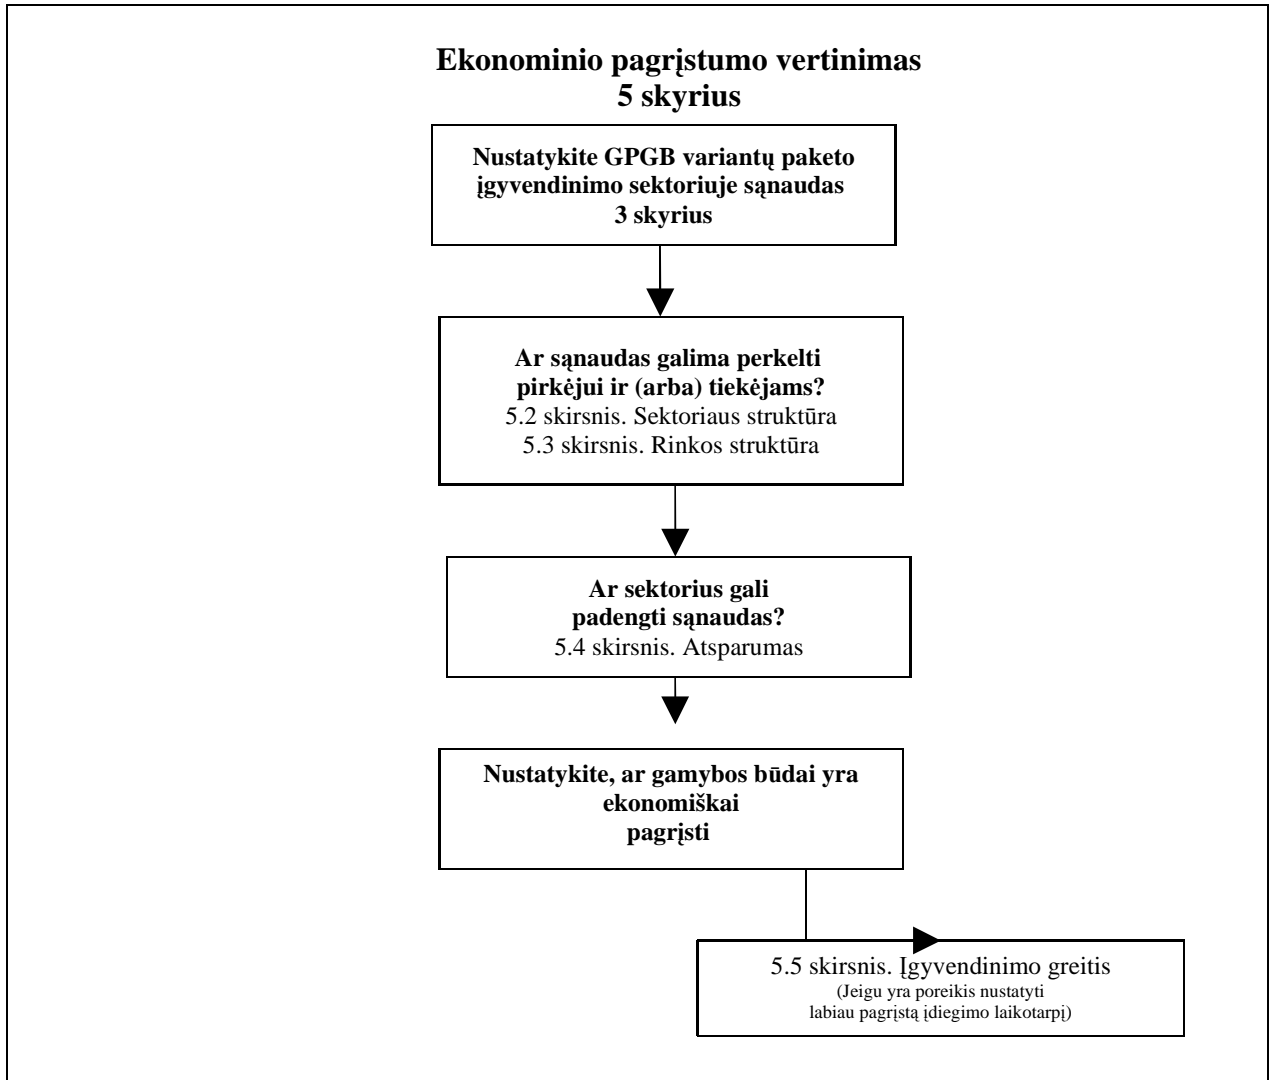 Ekonominio pagrįstumo vertinimas
5 skyrius
Nustatykite GPGB variantų paketo
įgyvendinimo sektoriuje sąnaudas
3 skyrius
Ar sąnaudas galima perkelti
pirkėjui ir (arba) tiekėjams?
5.2 skirsnis. Sektoriaus struktūra
5.3 skirsnis. Rinkos struktūra
Ar sektorius gali
padengti sąnaudas?
5.4 skirsnis. Atsparumas
Nustatykite, ar gamybos būdai yra
ekonomiškai
pagrįsti
5.5 skirsnis. Įgyvendinimo greitis
(Jeigu yra poreikis nustatyti
labiau pagrįstą įdiegimo laikotarpį)